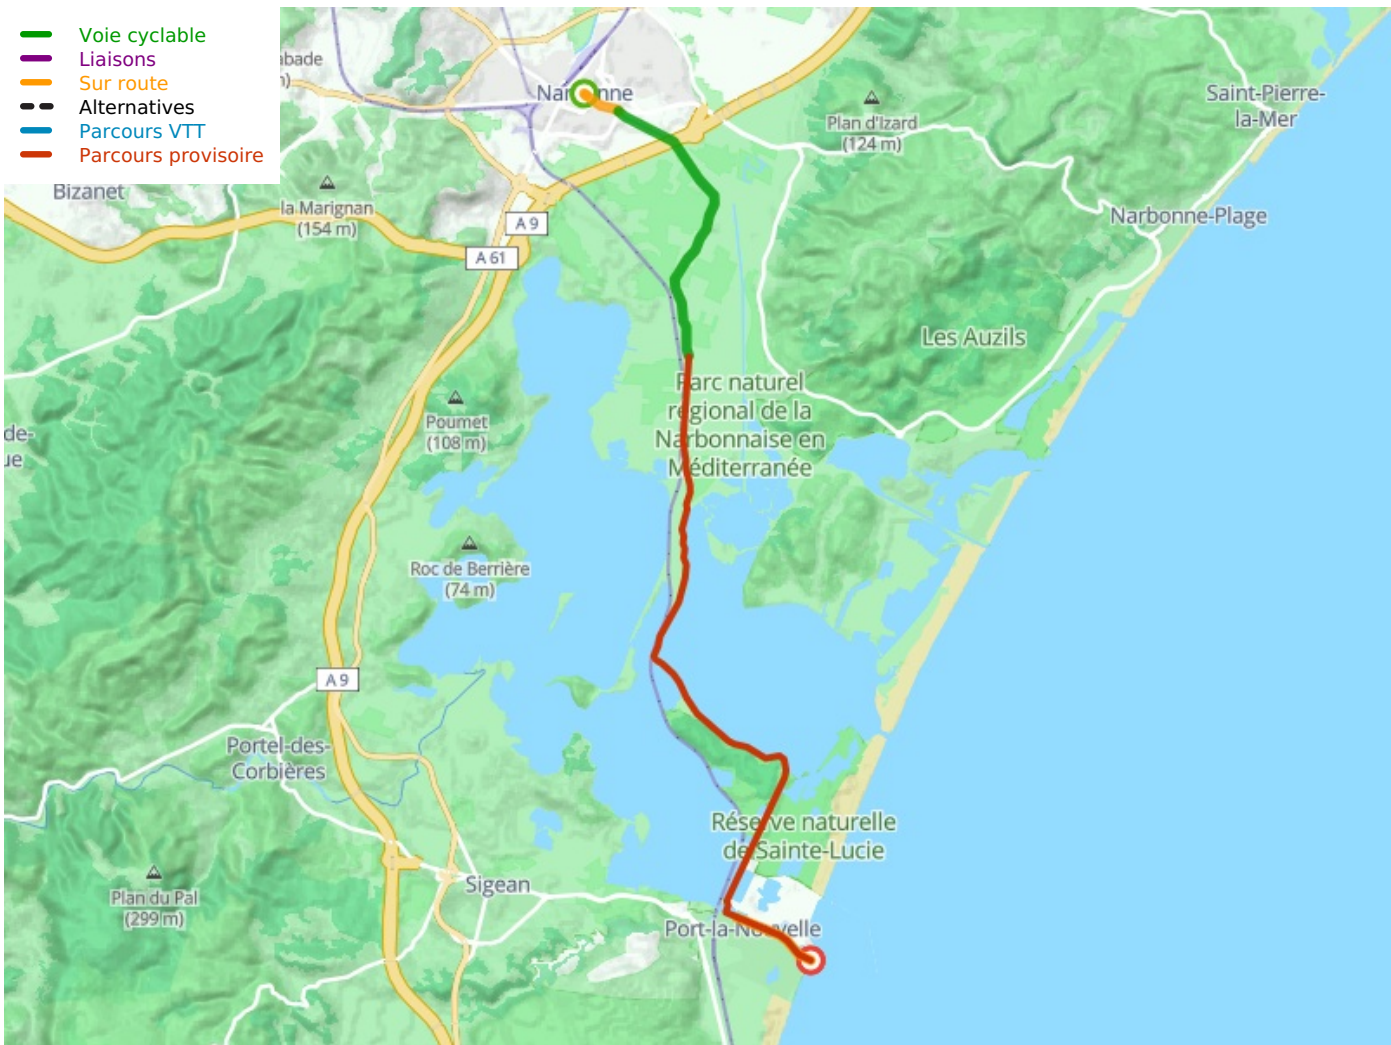 Voie cyclable
Liaisons
Sur route
Alternatives
Parcours VTT
Parcours provisoire
Narbonne
Saint-Pierre-
la-Mer
Plan d'Izard
(124 m)
Bizanet
la Marignan
(154 m)
Narbonne-Plage
A 9
A 61
Les Auzils
Parc naturel
régional de la
Narbonnaise en
Méditerranée
Poumet
(108 m)
de-
ue
Roc de Berrière
(74 m)
A 9
Portel-des-
Corbières
Réserve naturelle
de Sainte-Lucie
Plan du Pal
(299 m)
Sigean
Port-la-Nouvelle